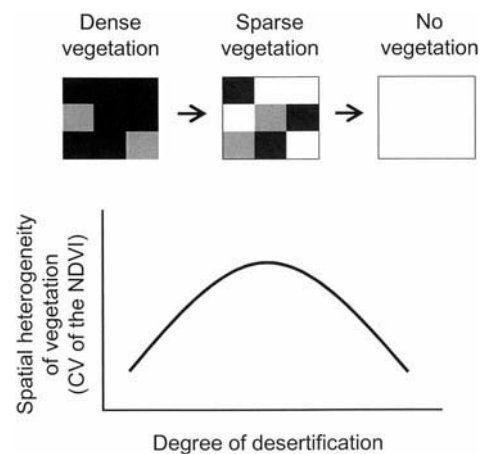 Dense
vegetation
Sparse
vegetation
No
vegetation
Spatial heterogeneity
of vegetation
(CV of the NDVI)
Degree of desertification